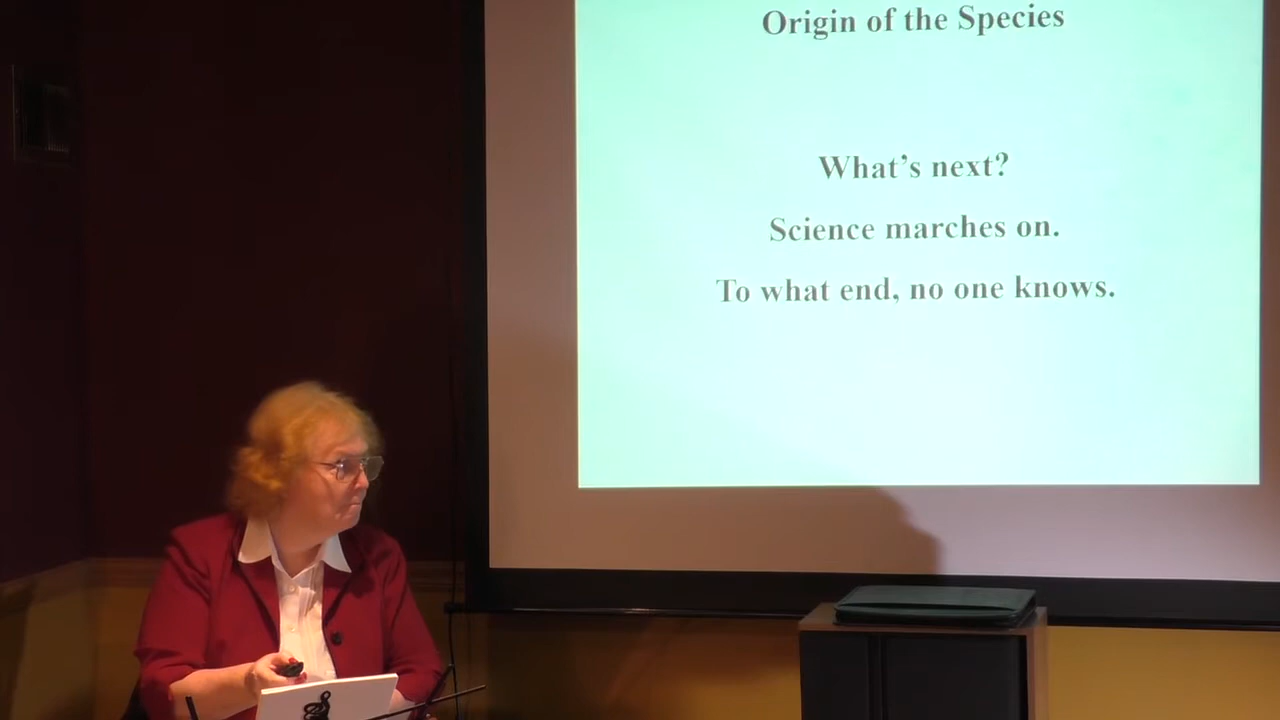 Origin of the Species
What's next?
Science marches on.
To what end, no one knows.